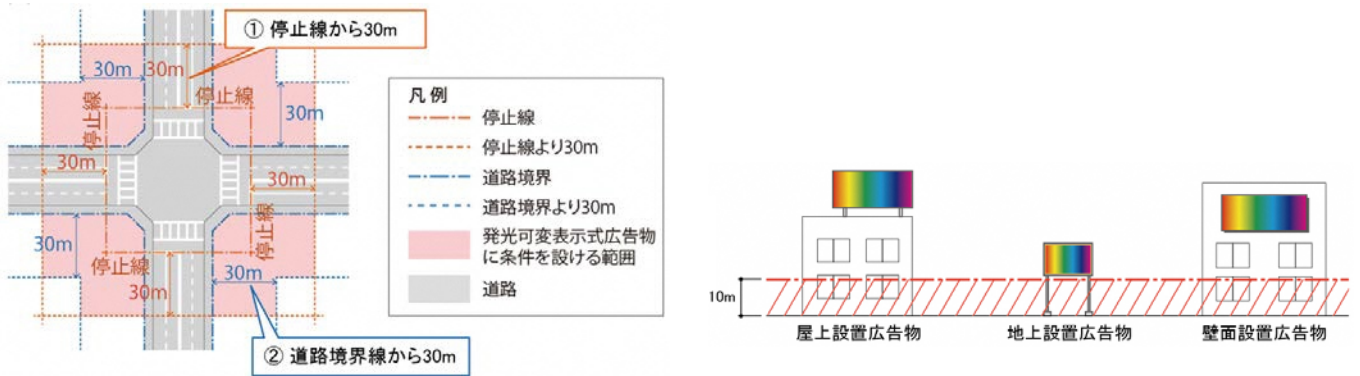 ① 停止線から30m
30m
30m
停止線
停止線
30m
30m
30m
停止線
30m
停止線
30m
30m
② 道路境界線から30m
凡例
停止線
停止線より30m
道路境界
道路境界より30m
発光可変表示式広告物
に条件を設ける範囲
道路
10m
屋上設置広告物
地上設置広告物
壁面設置広告物